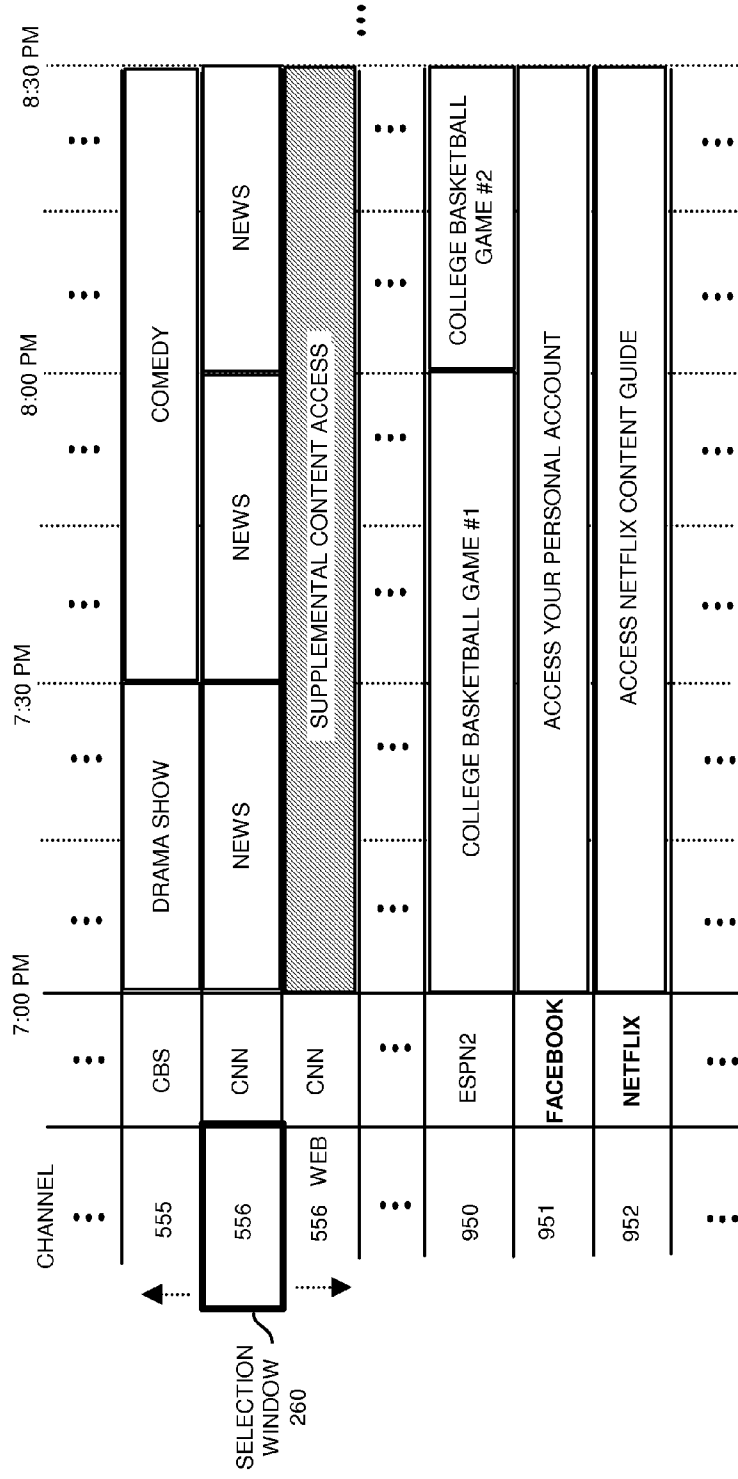 CHANNEL
7:00 PM
7:30 PM
8:00 PM
8:30 PM
555
CBS
DRAMA SHOW
COMEDY
556
CNN
NEWS
NEWS
NEWS
556 WEB
CNN
SUPPLEMENTAL CONTENT ACCESS
950
ESPN2
COLLEGE BASKETBALL GAME #1
COLLEGE BASKETBALL
GAME #2
951
FACEBOOK
ACCESS YOUR PERSONAL ACCOUNT
952
NETFLIX
ACCESS NETFLIX CONTENT GUIDE
SELECTION
WINDOW
260